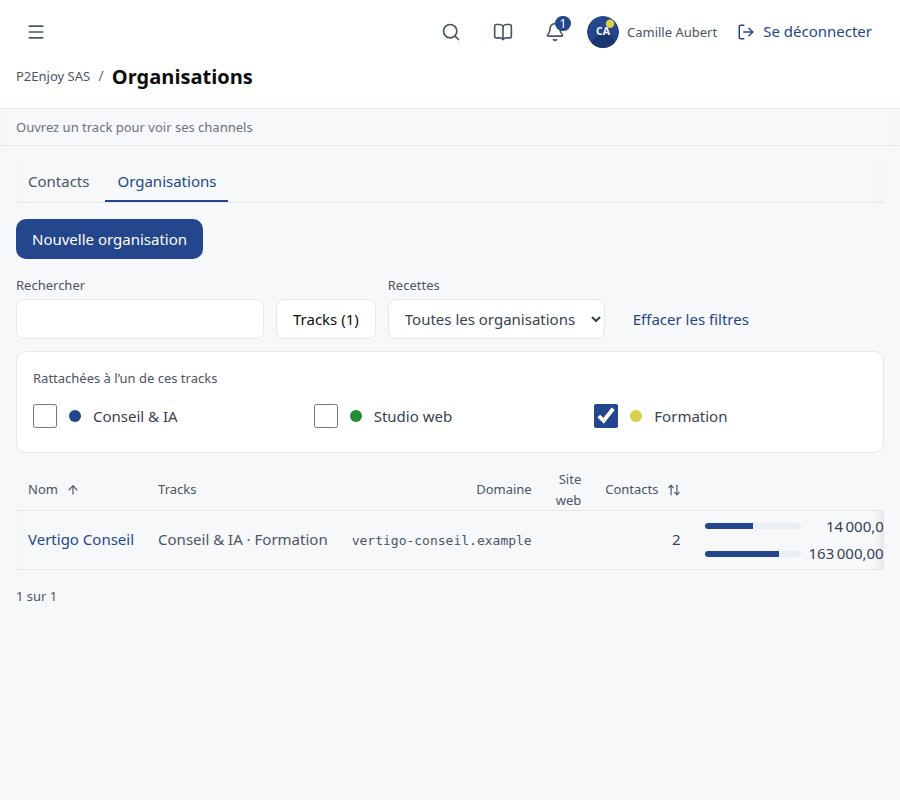 1
CA
Camille Aubert
Se déconnecter
P2Enjoy SAS / Organisations
Ouvrez un track pour voir ses channels
Contacts
Organisations
Nouvelle organisation
Rechercher
Recettes
Tracks (1)
Toutes les organisations
Effacer les filtres
Rattachées à l'un de ces tracks
Conseil & IA
Studio web
Formation
Nom
Tracks
Domaine
Site web
Contacts
Vertigo Conseil
Conseil & IA · Formation
vertigo-conseil.example
2
14 000,0
163 000,00
1 sur 1